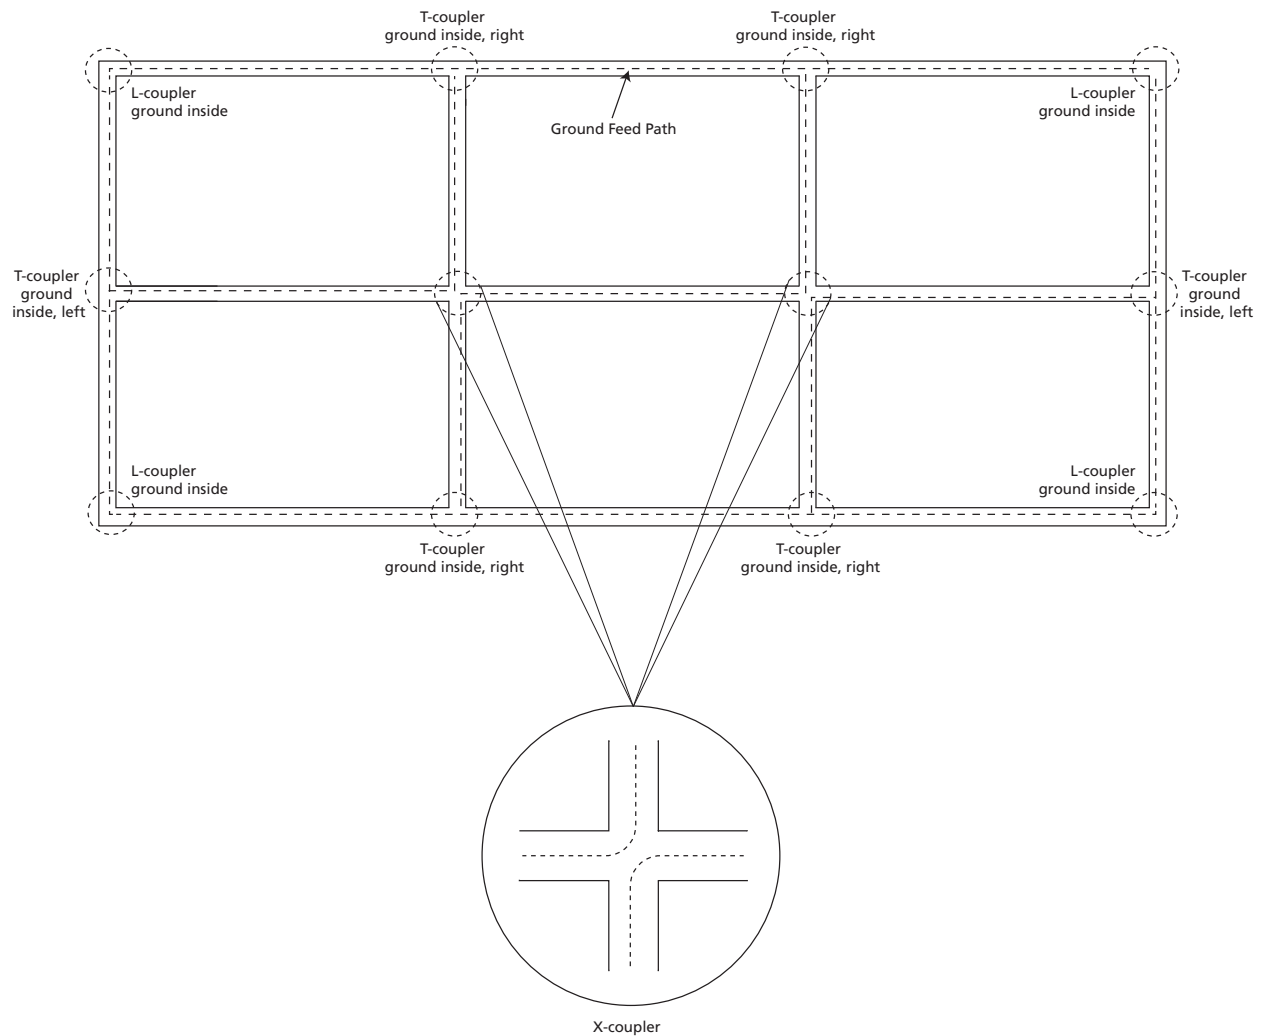 T-coupler
ground inside, right
T-coupler
ground inside, right
L-coupler
ground inside
L-coupler
ground inside
Ground Feed Path
T-coupler
ground
inside, left
T-coupler
ground
inside, left
L-coupler
ground inside
L-coupler
ground inside
T-coupler
ground inside, right
T-coupler
ground inside, right
X-coupler